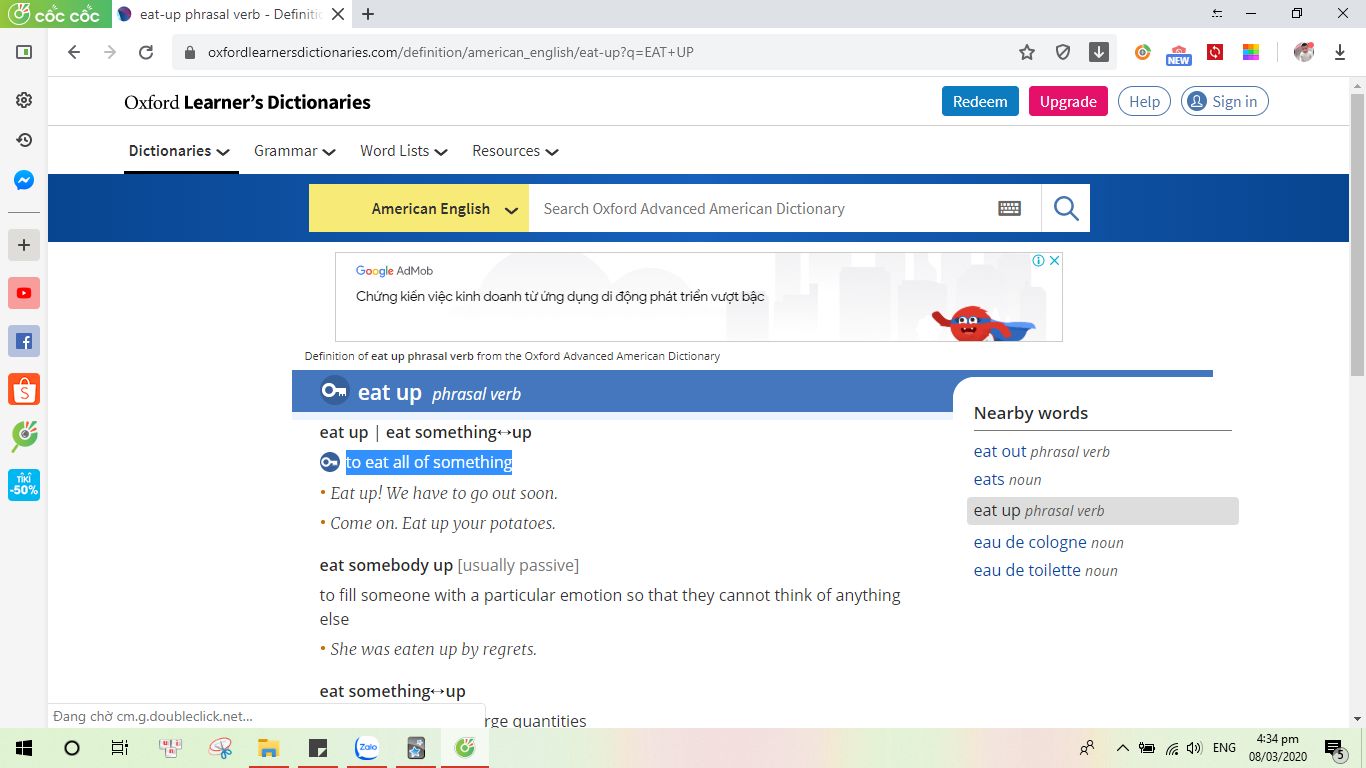 cốc cốc
eat-up phrasal verb - Definitio
oxfordlearnersdictionaries.com/definition/american_english/eat-up?q=EAT+UP
NEW
Oxford Learner's Dictionaries
Redeem
Upgrade
Help
Sign in
Dictionaries
Grammar
Word Lists
Resources
American English
Search Oxford Advanced American Dictionary
Google AdMob
Chứng kiến việc kinh doanh từ ứng dụng di động phát triển vượt bậc
Definition of eat up phrasal verb from the Oxford Advanced American Dictionary
eat up phrasal verb
eat up | eat something↔up
to eat all of something
• Eat up! We have to go out soon.
• Come on. Eat up your potatoes.
eat somebody up [usually passive]
to fill someone with a particular emotion so that they cannot think of anything
else
• She was eaten up by regrets.
eat something↔up
rge quantities
Nearby words
eat out phrasal verb
eats noun
eat up phrasal verb
eau de cologne noun
eau de toilette noun
TIKI
-50%
Đang chờ cm.g.doubleclick.net...
Zalo
ENG
4:34 pm
08/03/2020
5